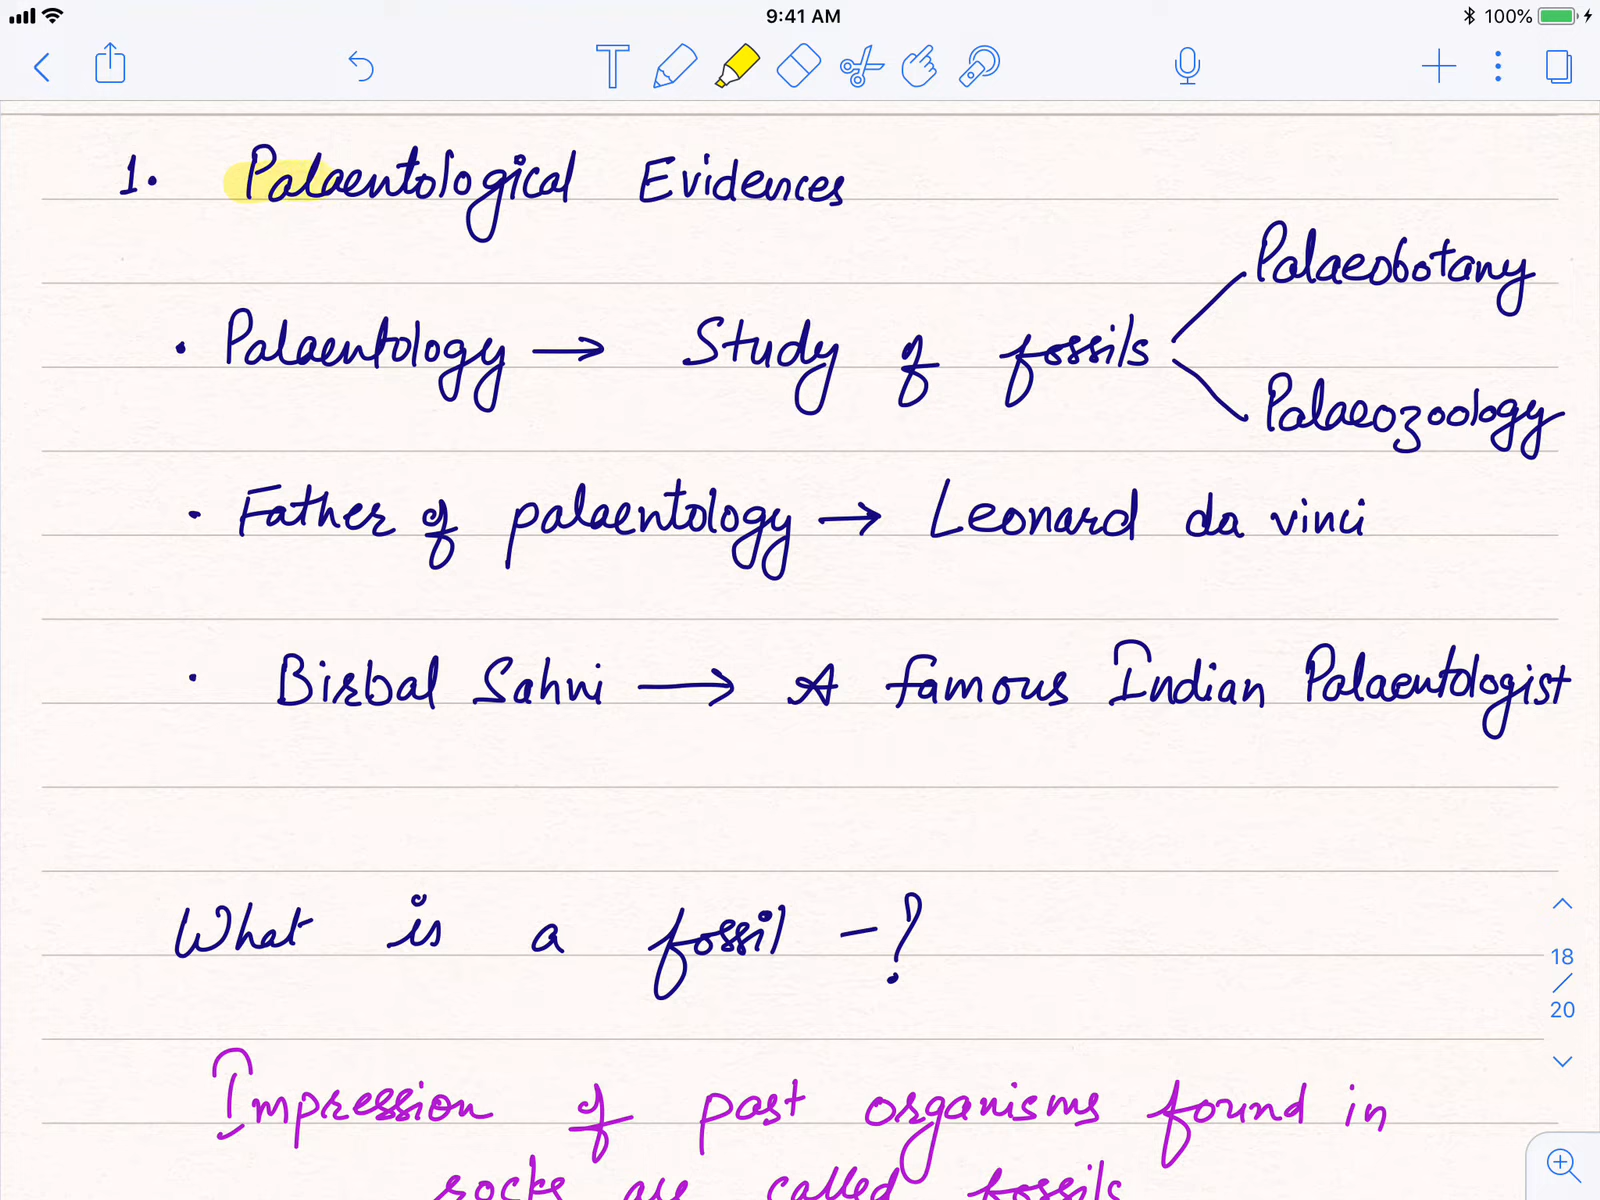 9:41 AM
100%
1. Palaentological Evidences
Palaeobotany
• Palaentology → Study of fossils
Palaeozoology
• Father of palaentology → Leonard da vinci
• Birbal Sahni → A famous Indian Palaentologist
What is a fossil -?
18
/
20
Impression of past organisms found in
rocks are called fossils